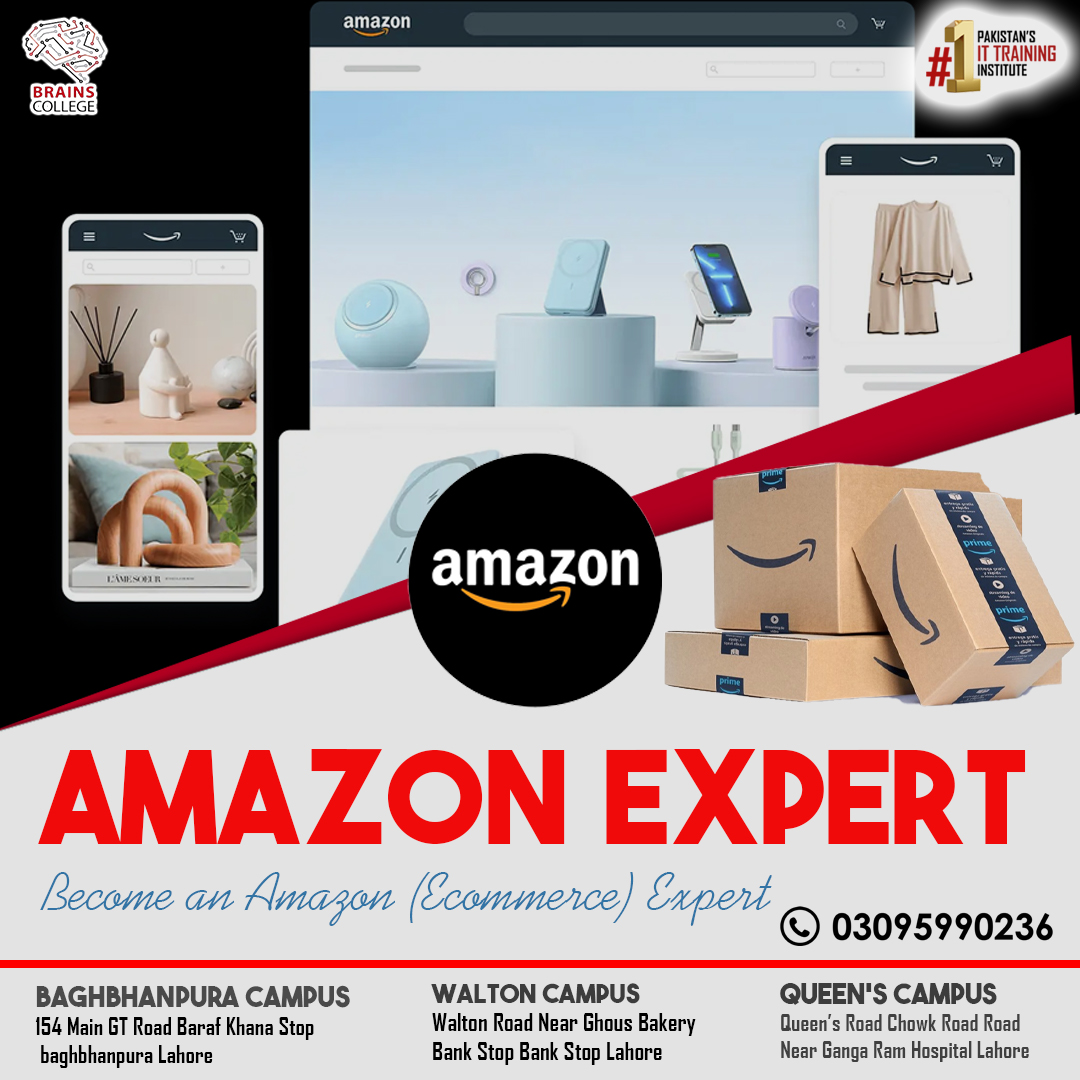 BRAINS
COLLEGE
amazon
#1
PAKISTAN'S
IT TRAINING
INSTITUTE
L'ÂME SOEUR
amazon
prime
prime
prime
prime
AMAZON EXPERT
Become an Amazon (Ecommerce) Expert
03095990236
BAGHBHANPURA CAMPUS
154 Main GT Road Baraf Khana Stop
baghbhanpura Lahore
WALTON CAMPUS
Walton Road Near Ghous Bakery
Bank Stop Bank Stop Lahore
QUEEN'S CAMPUS
Queen's Road Chowk Road Road
Near Ganga Ram Hospital Lahore